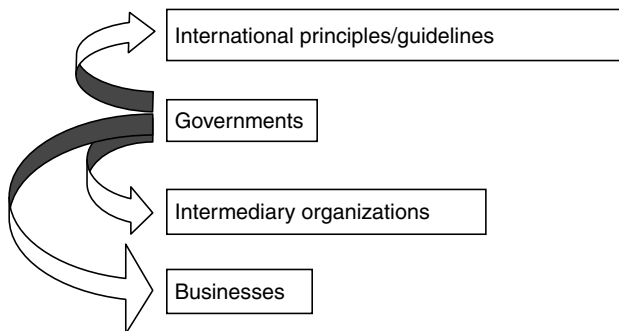 International principles/guidelines
Governments
Intermediary organizations
Businesses